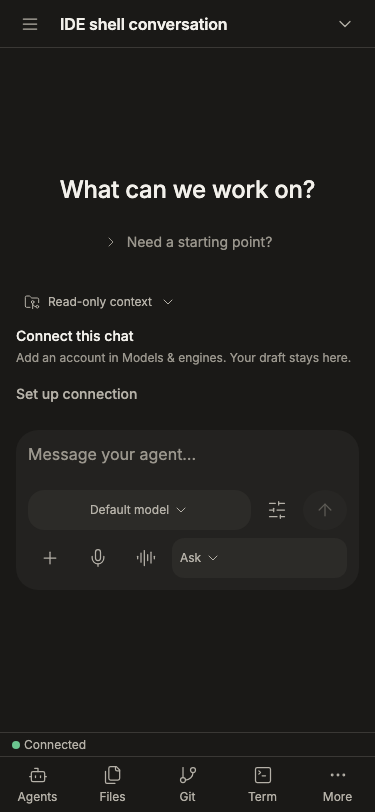 IDE shell conversation
What can we work on?
Need a starting point?
Read-only context
Connect this chat
Add an account in Models & engines. Your draft stays here.
Set up connection
Message your agent...
Default model
Ask
Connected
Agents Files Git Term More